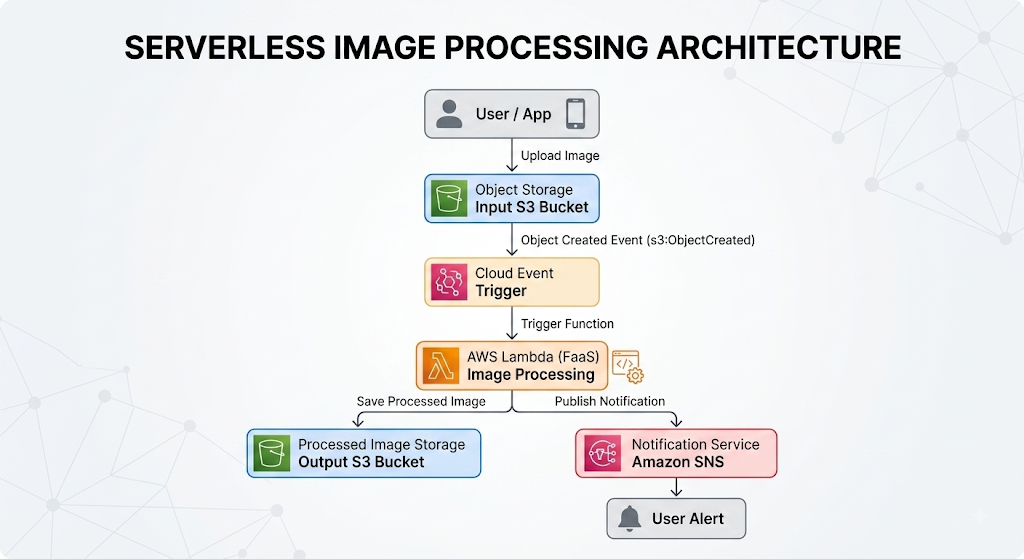 SERVERLESS IMAGE PROCESSING ARCHITECTURE
User / App
Upload Image
Object Storage
Input S3 Bucket
Object Created Event (s3:ObjectCreated)
Cloud Event
Trigger
Trigger Function
AWS Lambda (FaaS)
Image Processing
</>
Save Processed Image
Publish Notification
Processed Image Storage
Output S3 Bucket
Notification Service
Amazon SNS
User Alert